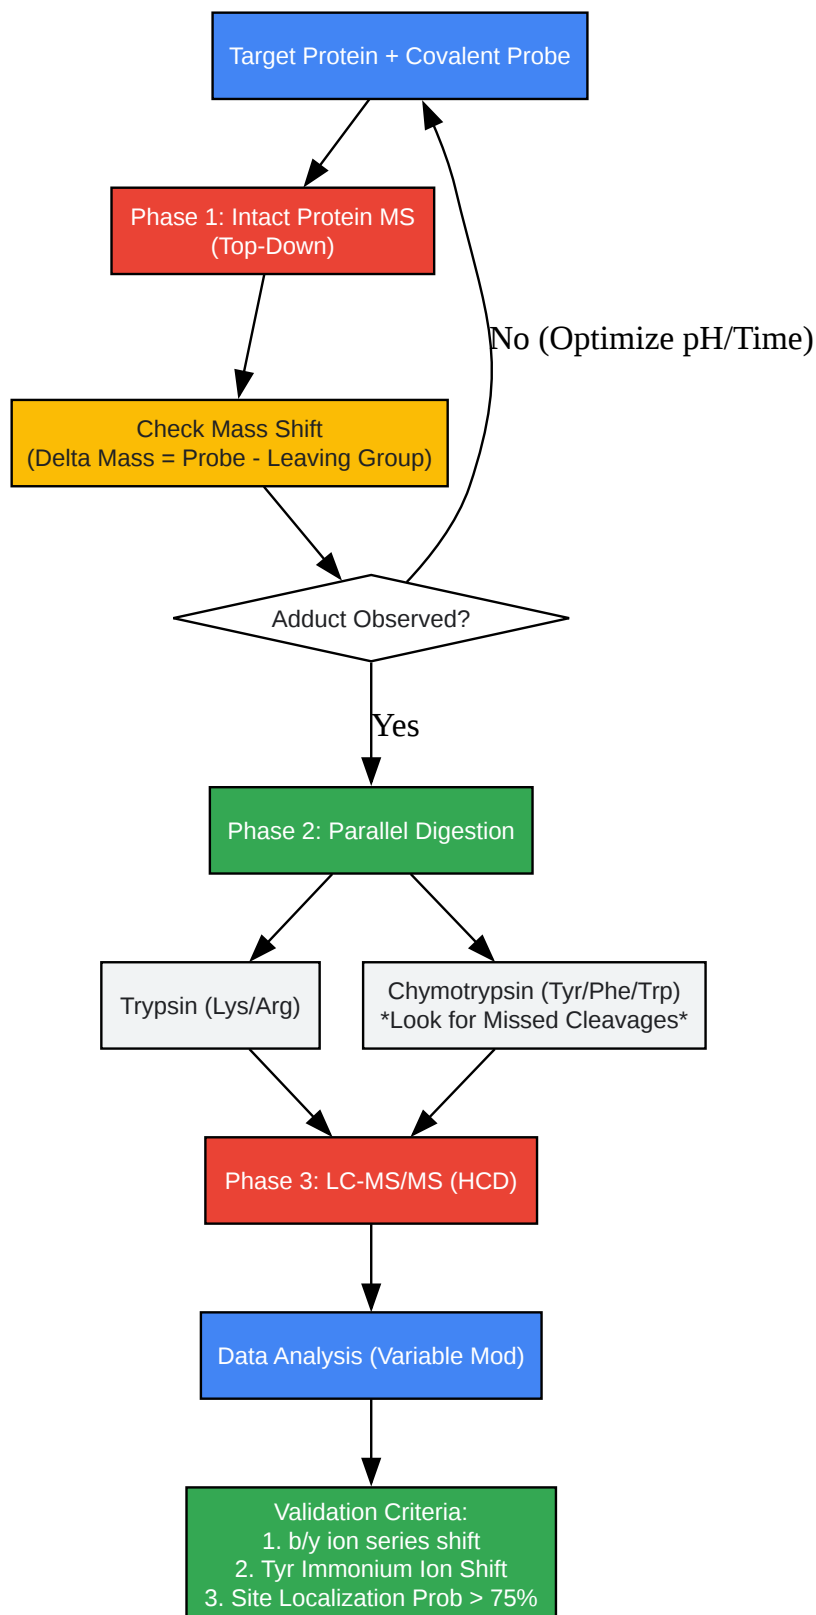 Target Protein + Covalent Probe
Phase 1: Intact Protein MS
(Top-Down)
No (Optimize pH/Time)
Check Mass Shift
(Delta Mass = Probe - Leaving Group)
Adduct Observed?
Yes
Phase 2: Parallel Digestion
Trypsin (Lys/Arg)
Chymotrypsin (Tyr/Phe/Trp)
*Look for Missed Cleavages*
Phase 3: LC-MS/MS (HCD)
Data Analysis (Variable Mod)
Validation Criteria:
1. b/y ion series shift
2. Tyr Immonium Ion Shift
3. Site Localization Prob > 75%